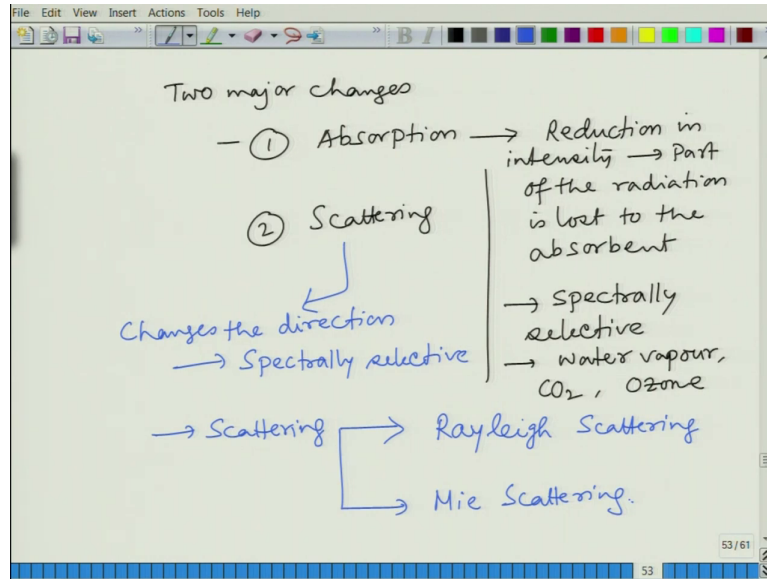 File Edit View Insert Actions Tools Help
Two major changes
- ① Absorption → Reduction in
intensity → Part
of the radiation
is lost to the
absorbent
→ Spectrally
selective
→ Water vapour,
CO2, Ozone
② Scattering
Changes the direction
→ Spectrally selective
→ Scattering → Rayleigh Scattering
→ Mie Scattering.
53/61
53